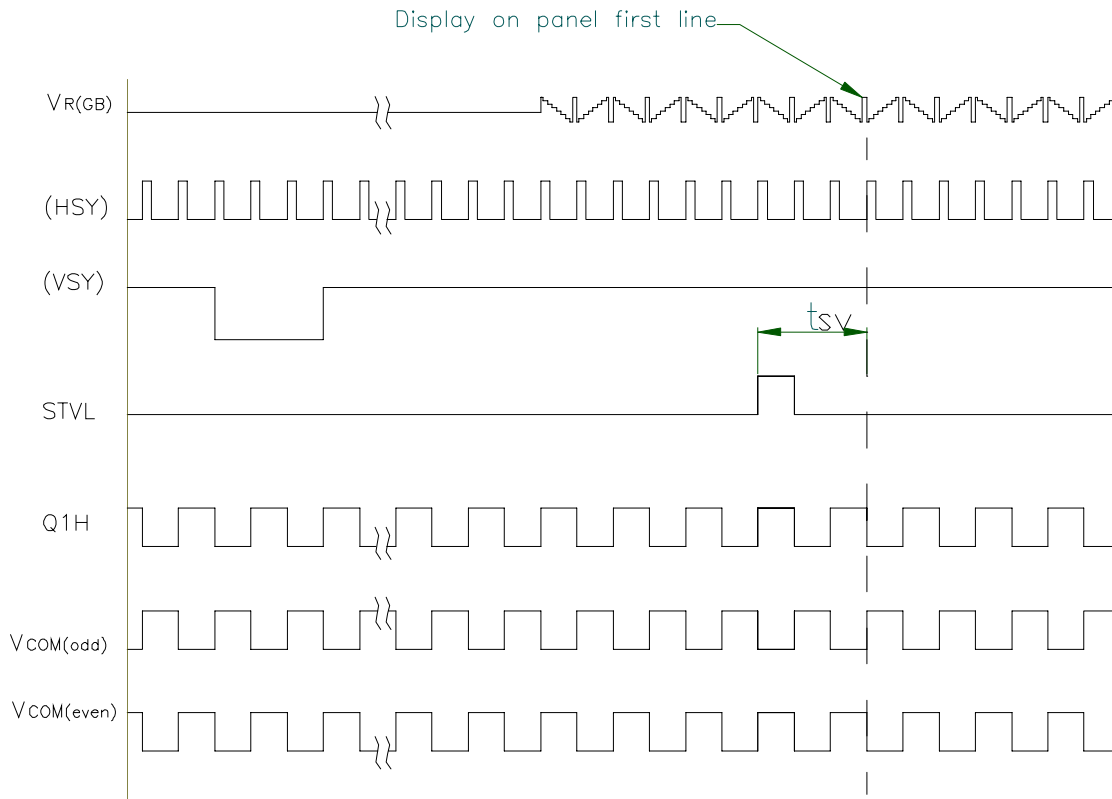 Display on panel first line
VR(GB)
(HSY)
(VSY)
tsv
STVL
Q1H
VCOM(odd)
VCOM(even)